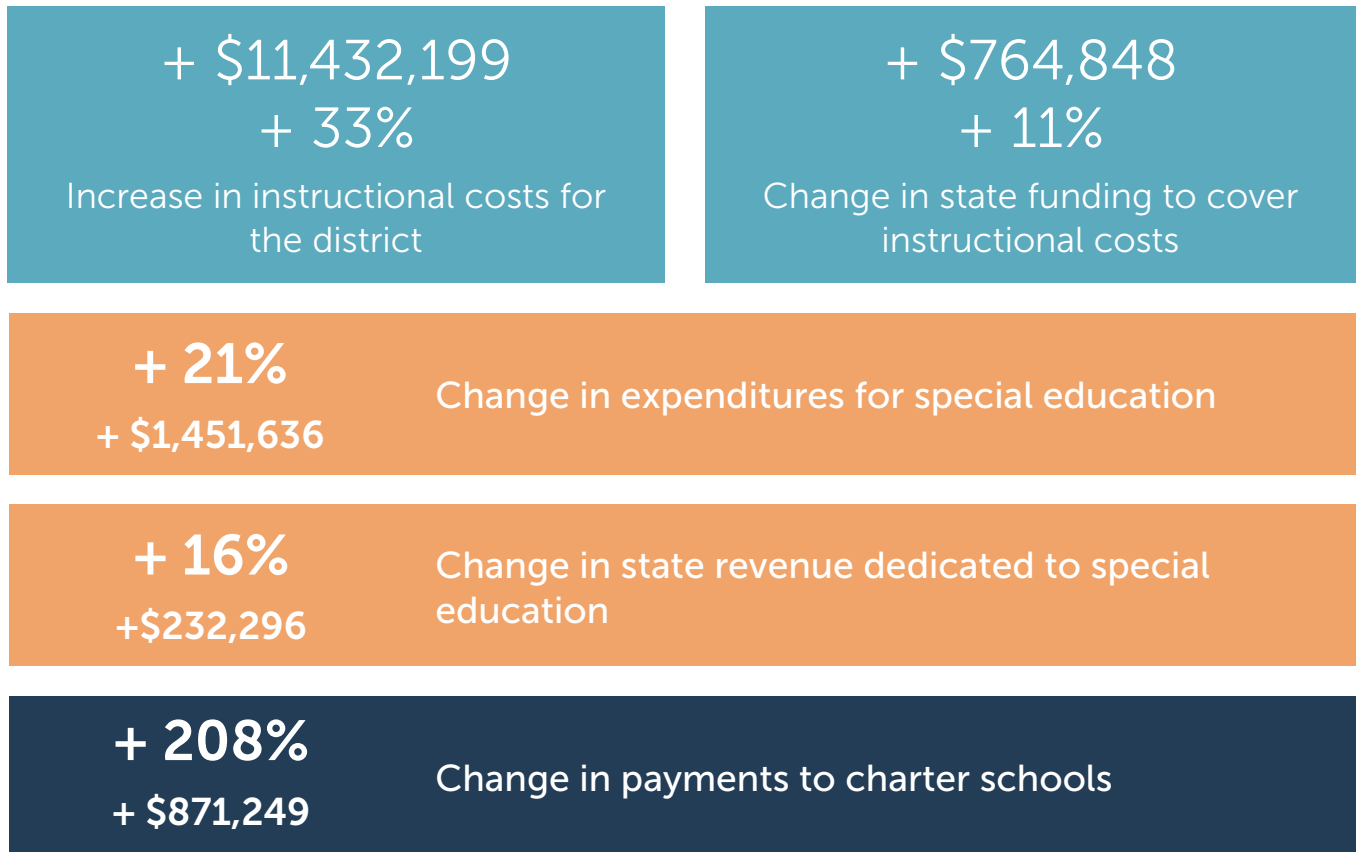 + $11,432,199
+ 33%
Increase in instructional costs for
the district
+ $764,848
+ 11%
Change in state funding to cover
instructional costs
+ 21%
+ $1,451,636
Change in expenditures for special education
+ 16%
+$232,296
Change in state revenue dedicated to special
education
+ 208%
+ $871,249
Change in payments to charter schools